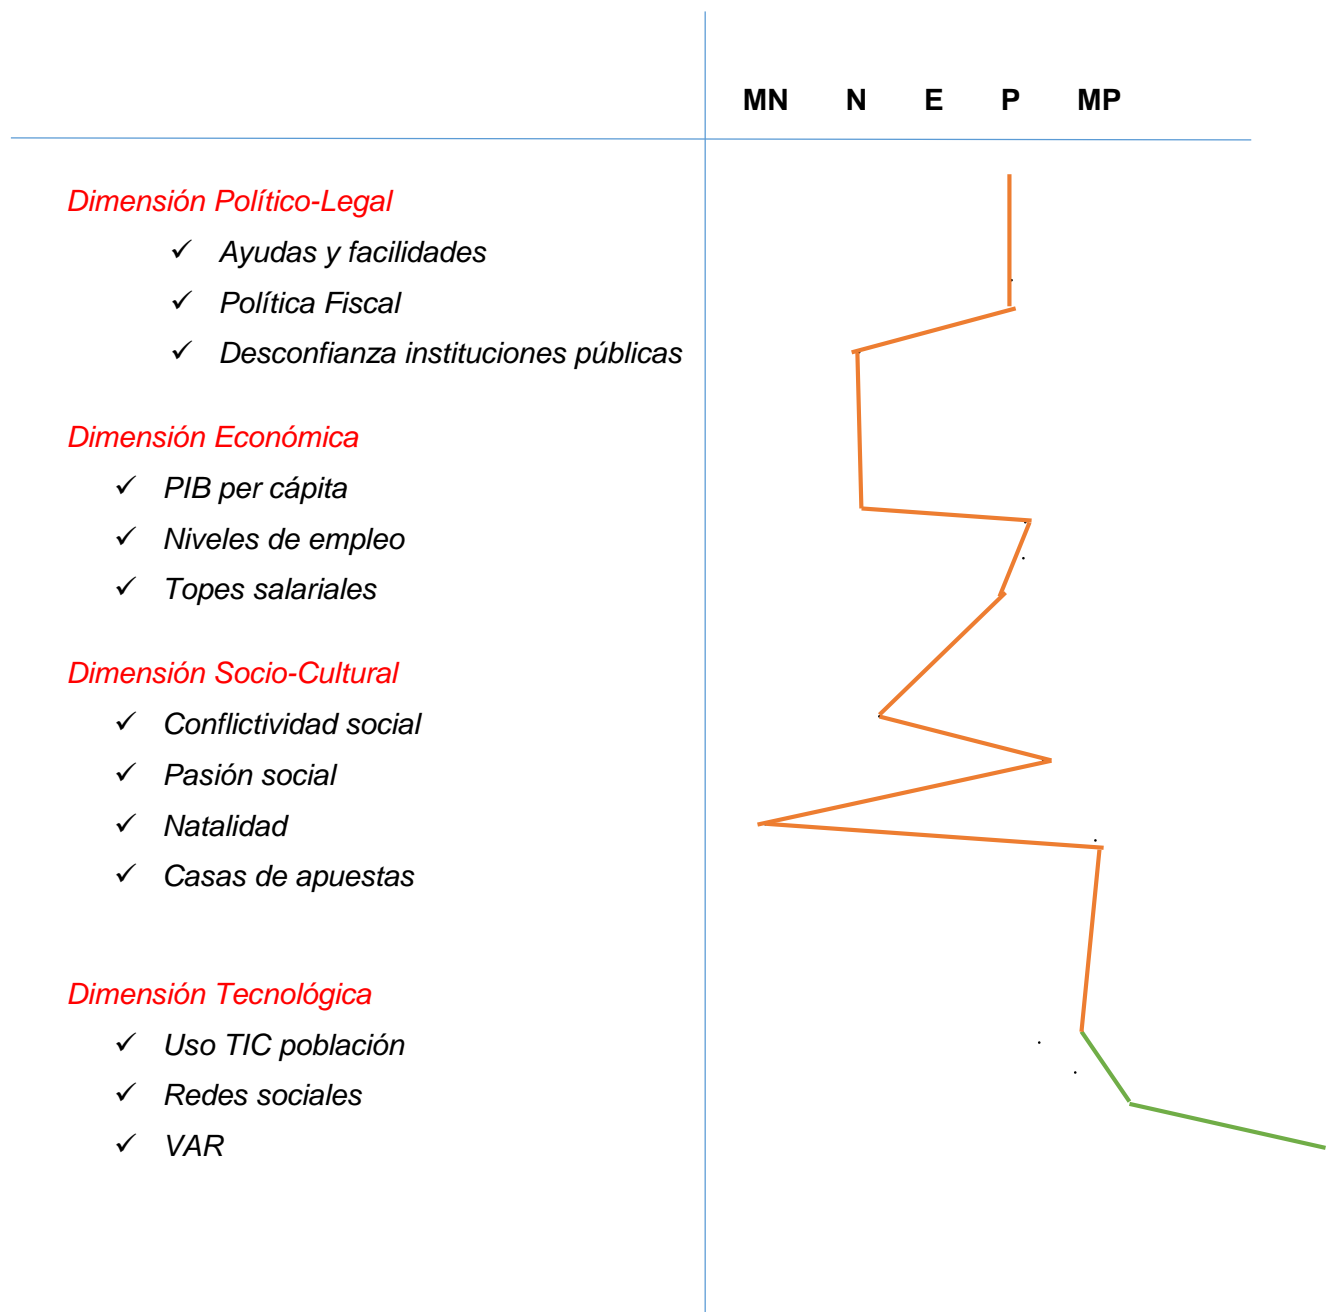 MN N E P MP
Dimensión Político-Legal
✓ Ayudas y facilidades
✓ Política Fiscal
✓ Desconfianza instituciones públicas
Dimensión Económica
✓ PIB per cápita
✓ Niveles de empleo
✓ Topes salariales
Dimensión Socio-Cultural
✓ Conflictividad social
✓ Pasión social
✓ Natalidad
✓ Casas de apuestas
Dimensión Tecnológica
✓ Uso TIC población
✓ Redes sociales
✓ VAR